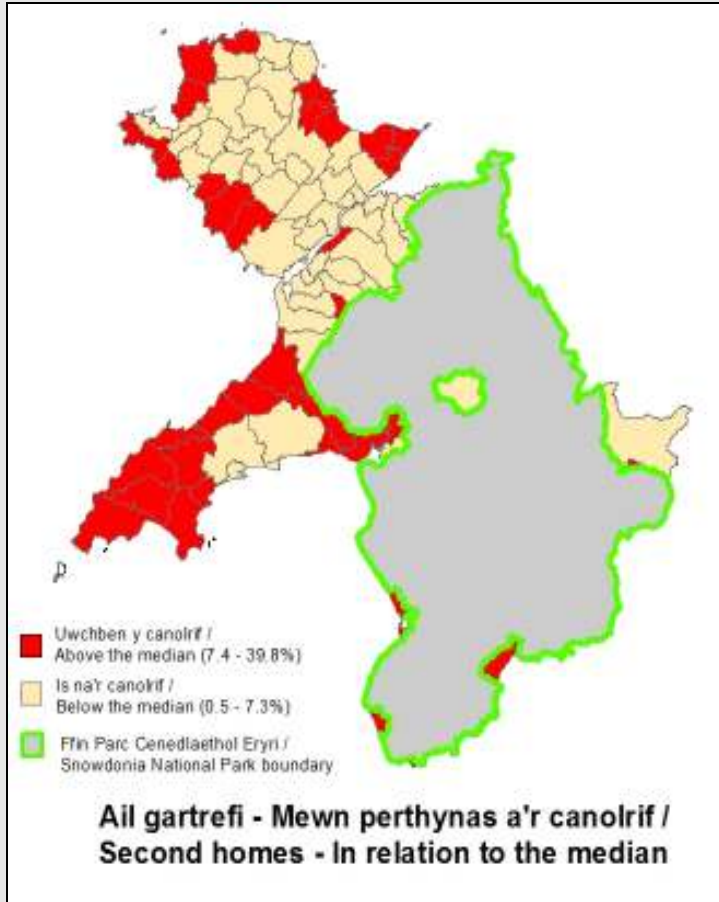 Uwchben y canolrif /
Above the median (7.4 - 39.8%)
Is na'r canolrif /
Below the median (0.5 - 7.3%)
Ffin Parc Cenedlaethol Eryri /
Snowdonia National Park boundary
Ail gartrefi - Mewn perthynas a'r canolrif /
Second homes - In relation to the median